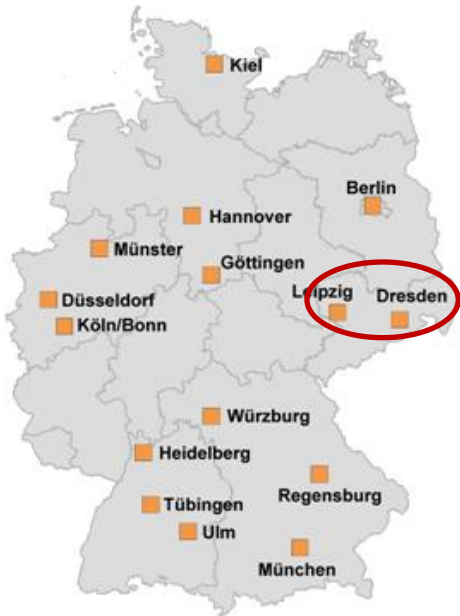 Kiel
Berlin
Hannover
Münster
Göttingen
Leipzig
Dresden
Düsseldorf
Köln/Bonn
Würzburg
Heidelberg
Regensburg
Tübingen
Ulm
München